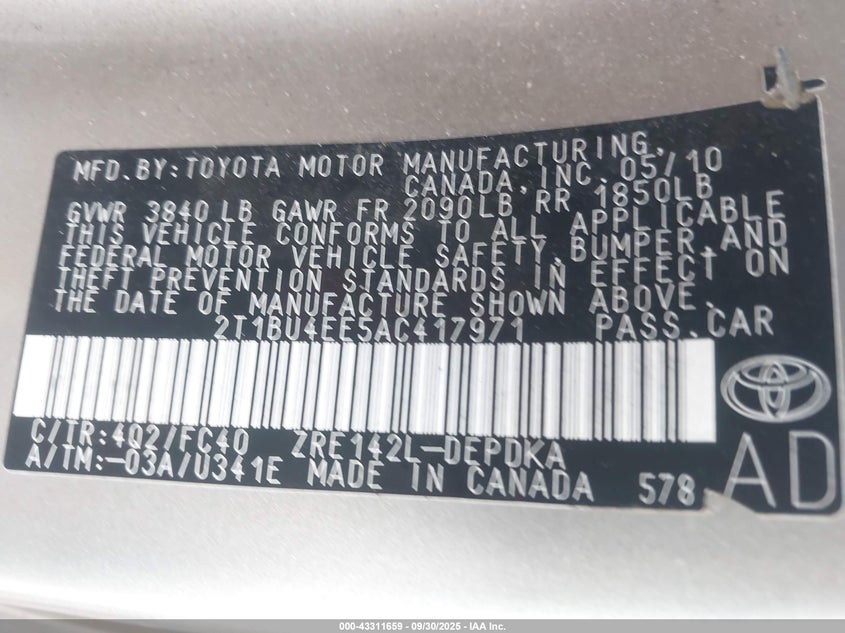 MFD.BY:TOYOTA MOTOR MANUFACTURING,
CANADA,INC.05/10
GVWR 3840LB GAWR FR 2090LB RR 1850LB
THIS VEHICLE CONFORMS TO ALL APPLICABLE
FEDERAL MOTOR VEHICLE SAFETY,BUMPER,AND
THEFT PREVENTION STANDARDS IN EFFECT ON
THE DATE OF MANUFACTURE SHOWN ABOVE.
2T1BU4EE5AC417971 PASS.CAR
C/TR:4Q2/FC40 ZRE142L-DEPDKA
A/TM:-03A/U341E MADE IN CANADA 578
AD
000-43311659 - 09/30/2025 - IAA Inc.